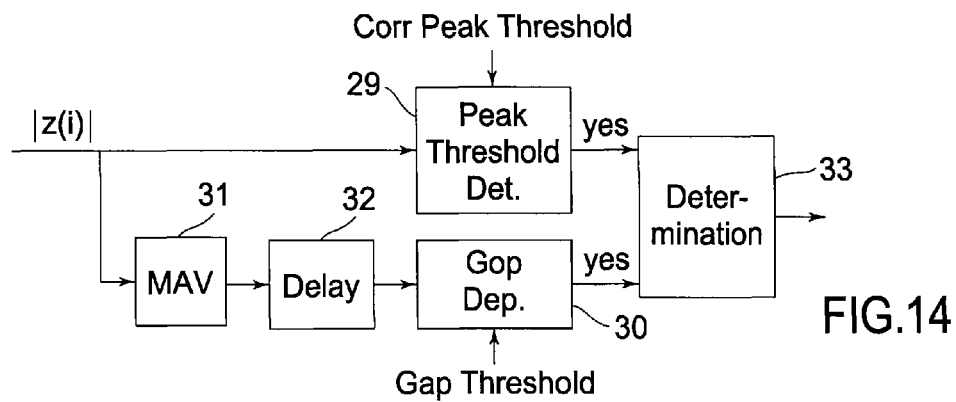 Corr Peak Threshold
29
|z(i)|
Peak
Threshold
Det.
yes
33
Deter-
mination
31
32
MAV
Delay
Gop
Dep.
yes
30
Gap Threshold
FIG.14